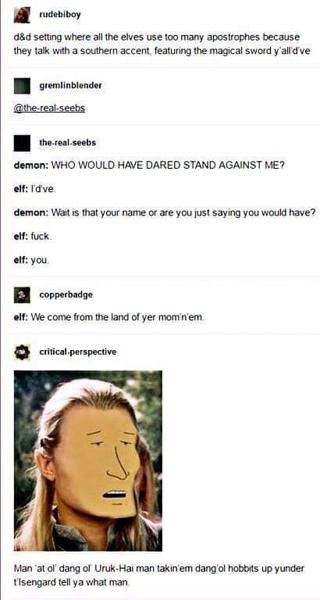 rudebiboy
d&d setting where all the elves use too many apostrophes because
they talk with a southern accent, featuring the magical sword y'all'd've
gremlinblender
@the-real-seebs
the-real-seebs
demon: WHO WOULD HAVE DARED STAND AGAINST ME?
elf: I'd've.
demon: Wait is that your name or are you just saying you would have?
elf: fuck.
elf: you.
copperbadge
elf: We come from the land of yer mom'n'em.
critical-perspective
Man 'at ol' dang ol' Uruk-Hai man takin'em dang'ol hobbits up yunder
t'Isengard tell ya what man.